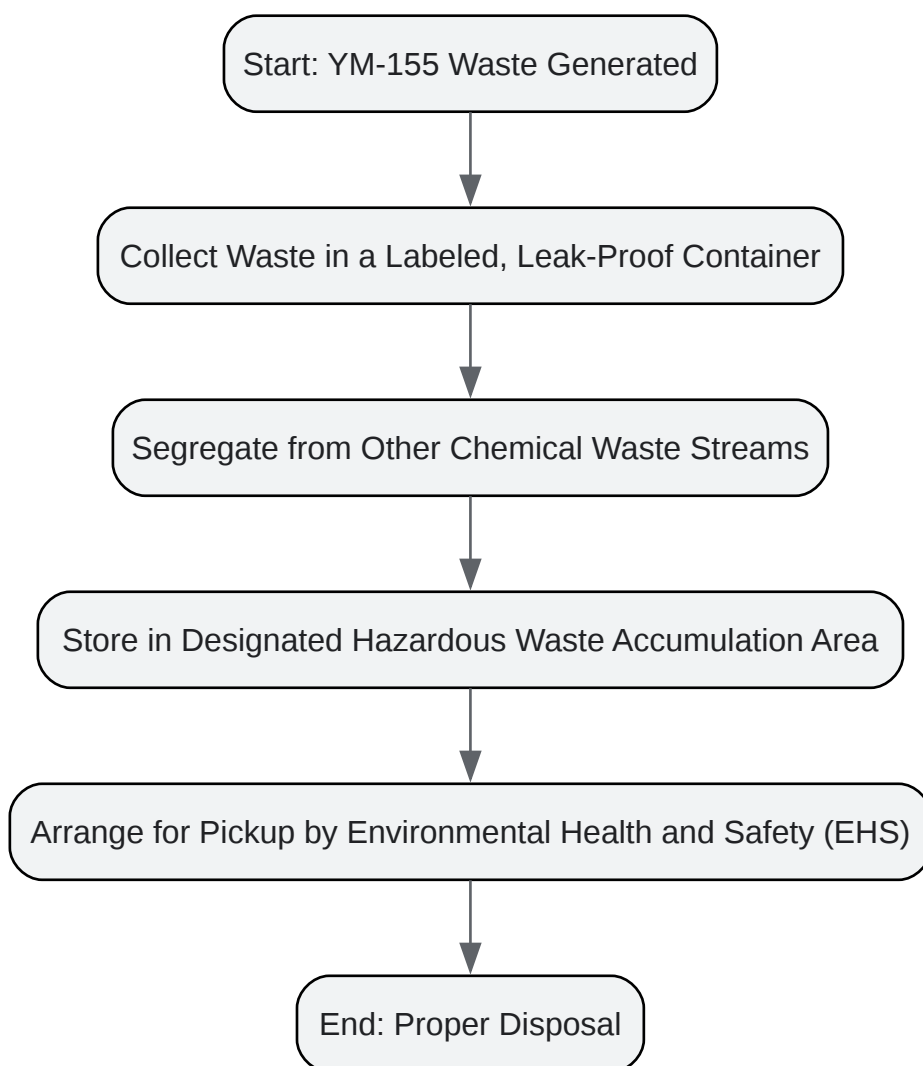 Start: YM-155 Waste Generated
Collect Waste in a Labeled, Leak-Proof Container
Segregate from Other Chemical Waste Streams
Store in Designated Hazardous Waste Accumulation Area
Arrange for Pickup by Environmental Health and Safety (EHS)
End: Proper Disposal